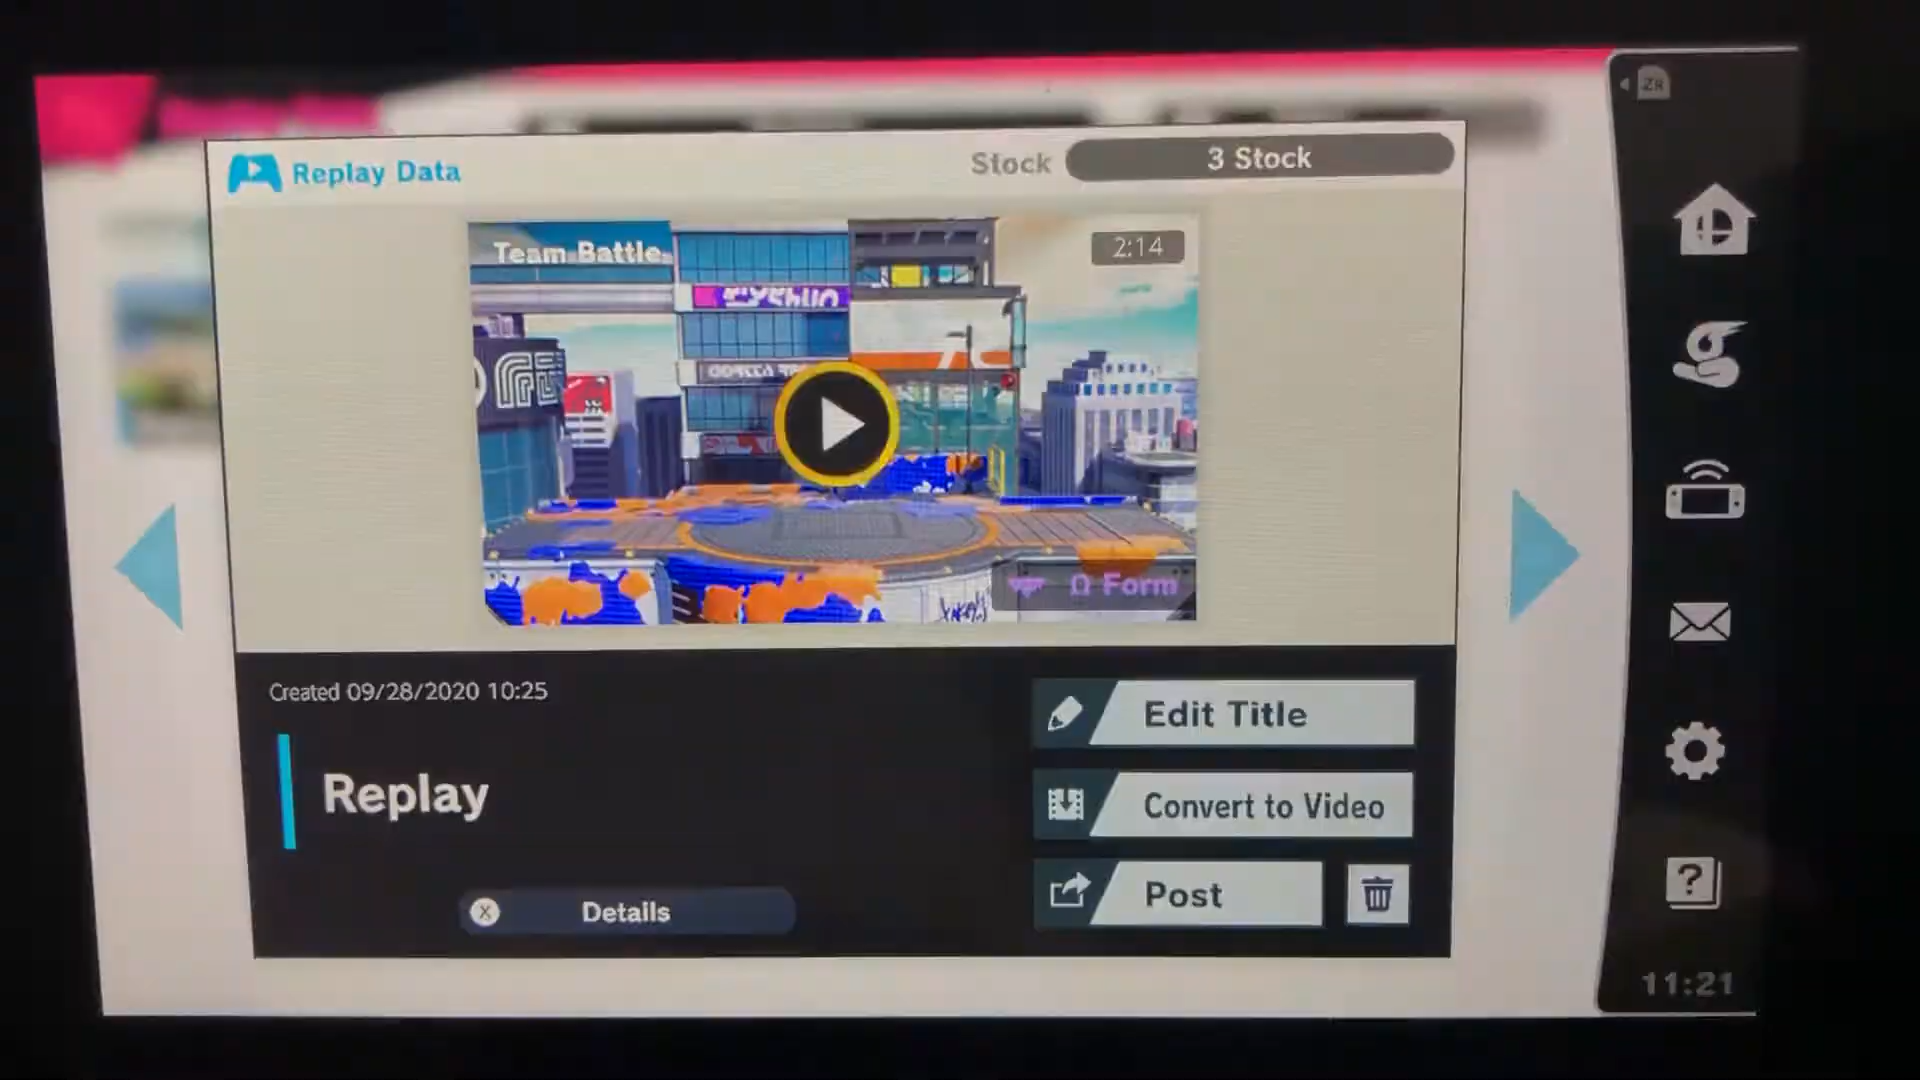 ZR
Replay Data
Stock
3 Stock
Team Battle
2:14
Ω Form
Created 09/28/2020 10:25
Edit Title
Replay
Convert to Video
X
Details
Post
?
11:21